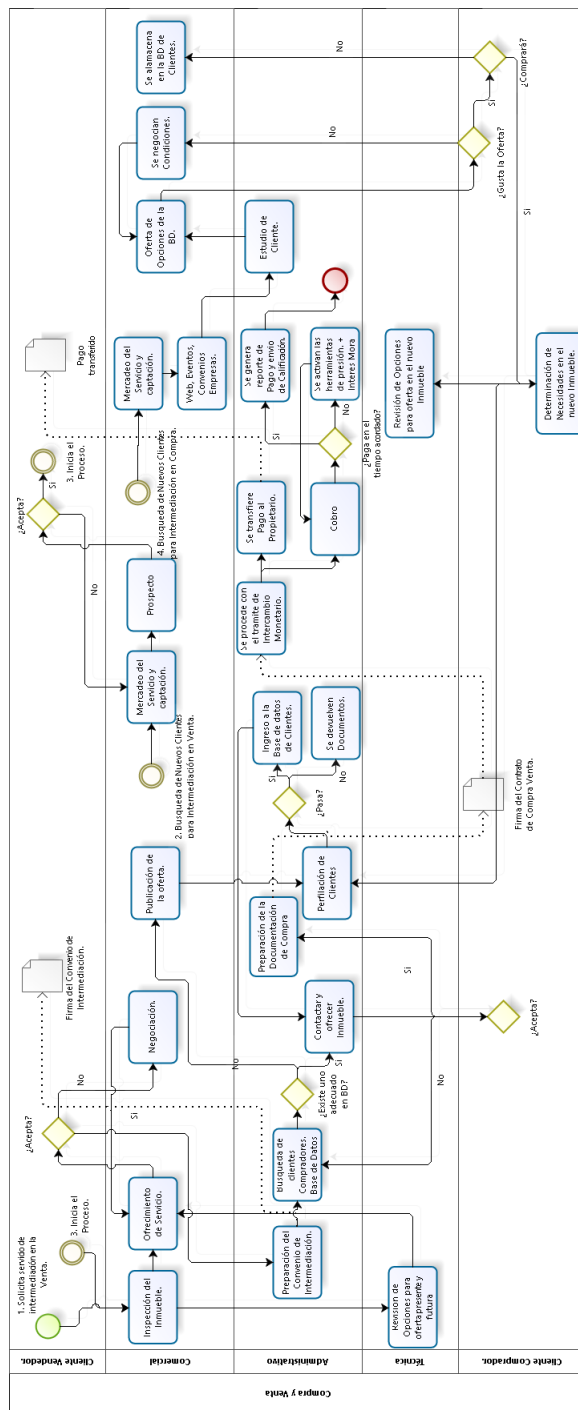 Compra y Venta
Cliente Vendedor.
Comercial
Administrativo
Técnica
Cliente Comprador.
1. Solicita servido de
intermediación en la
Venta.
3. Inicia el
Proceso.
¿Acepta?
Firma del Convenio de
Intermediación.
No
Si
Inspección del
Inmueble.
Ofrecimiento
de Servicio.
Negociación.
Publicación de
la oferta.
2. Busqueda de Nuevos Clientes
para Intermediación en Venta.
Mercadeo del
Servicio y
captación.
Prospecto
No
¿Acepta?
Si
3. Inicia el
Proceso.
4. Busqueda de Nuevos Clientes
para Intermediación en Compra.
Mercadeo del
Servicio y
captación.
Pago
transferido
Web, Eventos,
Convenios
Empresas.
Oferta de
Opciones de la
BD.
Se negocian
Condiciones.
Se alamacena
en la BD de
Clientes.
Estudio de
Cliente.
Preparación del
Convenio de
Intermediación.
Busqueda de
clientes
Compradores.
Base de Datos
¿Existe uno
adecuado
en BD?
No
Si
Contactar y
ofrecer
Inmueble.
Preparación de la
Documentación
de Compra
Perfilación de
Clientes
¿Pasa?
Si
No
Ingreso a la
Base de datos
de Clientes.
Se devuelven
Documentos.
Se procede con
el tramite de
Intercambio
Monetario.
Se transfiere
Pago al
Propietario.
Cobro
¿Paga en el
tiempo acordado?
Si
No
Se genera
reporte de
Pago y envio
de Calificación.
Se activan las
herramientas
de presión. +
Interes Mora
Revisión de
Opciones para
oferta presente y
futura
Revisión de Opciones
para oferta en el nuevo
Inmueble
¿Acepta?
No
Si
Firma del Contrato
de Compra Venta.
Determinación de
Necesidades en el
nuevo Inmueble.
¿Gusta la Oferta?
No
Si
¿Comprará?
No
Si